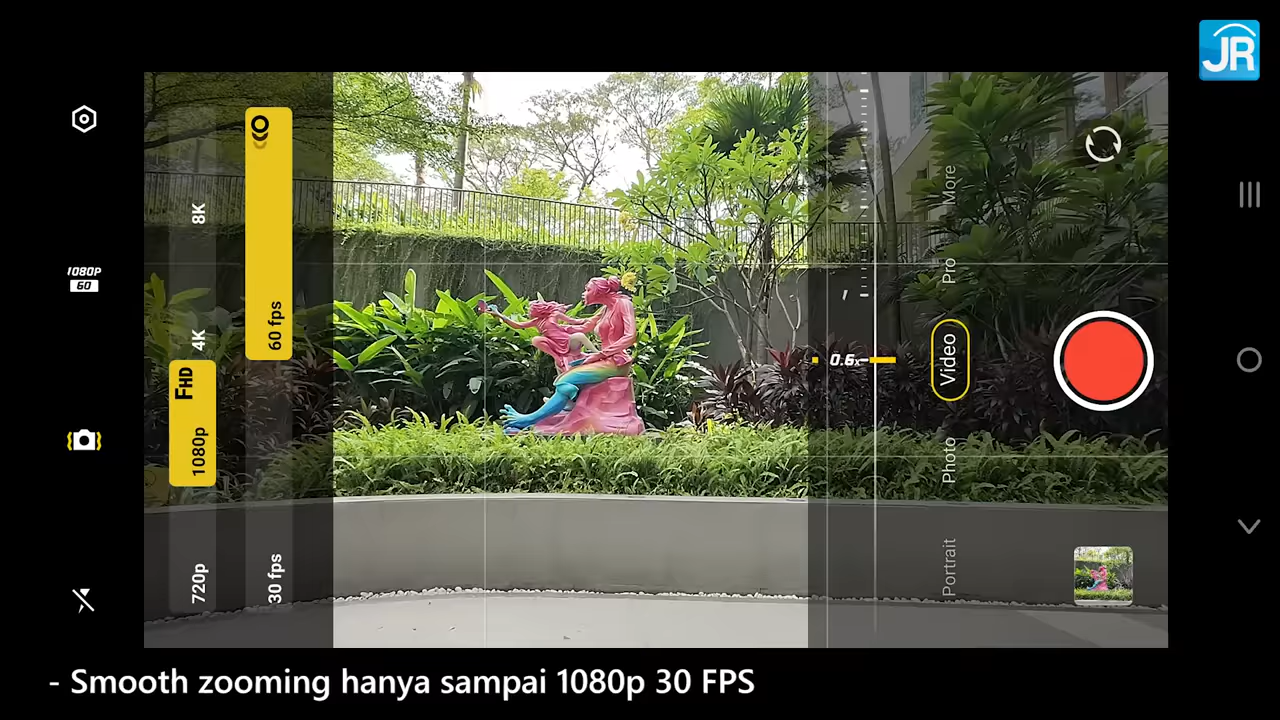 JR
8K
4K
FHD
1080p
720p
60 fps
30 fps
1080P
60
0.6x
More
Pro
Video
Photo
Portrait
- Smooth zooming hanya sampai 1080p 30 FPS